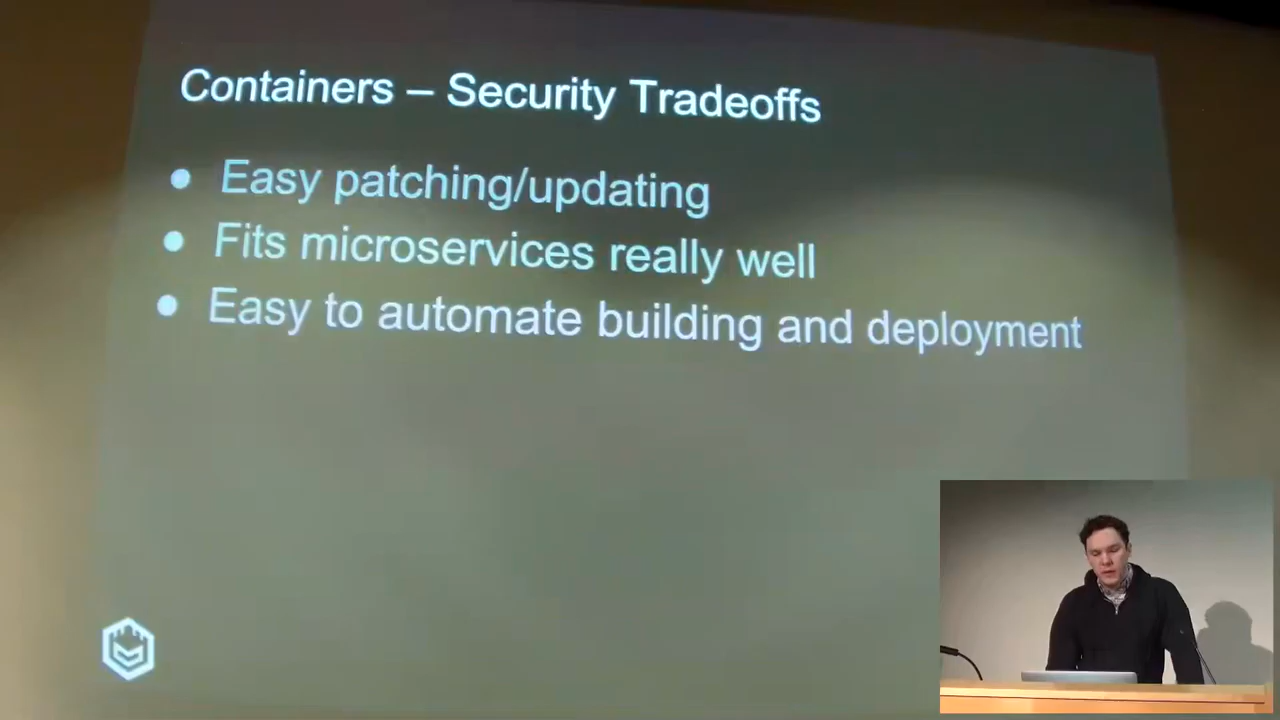 Containers – Security Tradeoffs
Easy patching/updating
Fits microservices really well
Easy to automate building and deployment